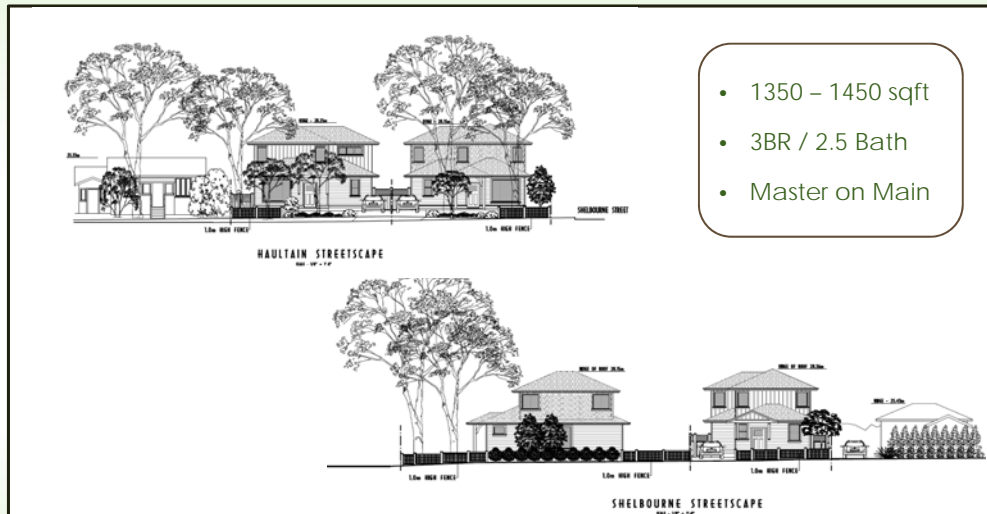 • 1350 – 1450 sqft
• 3BR / 2.5 Bath
• Master on Main
SHELBOURNE STREET
1.0m HIGH FENCE
1.0m HIGH FENCE
HAULTAIN STREETSCAPE
1.0m HIGH FENCE
1.0m HIGH FENCE
1.0m HIGH FENCE
SHELBOURNE STREETSCAPE